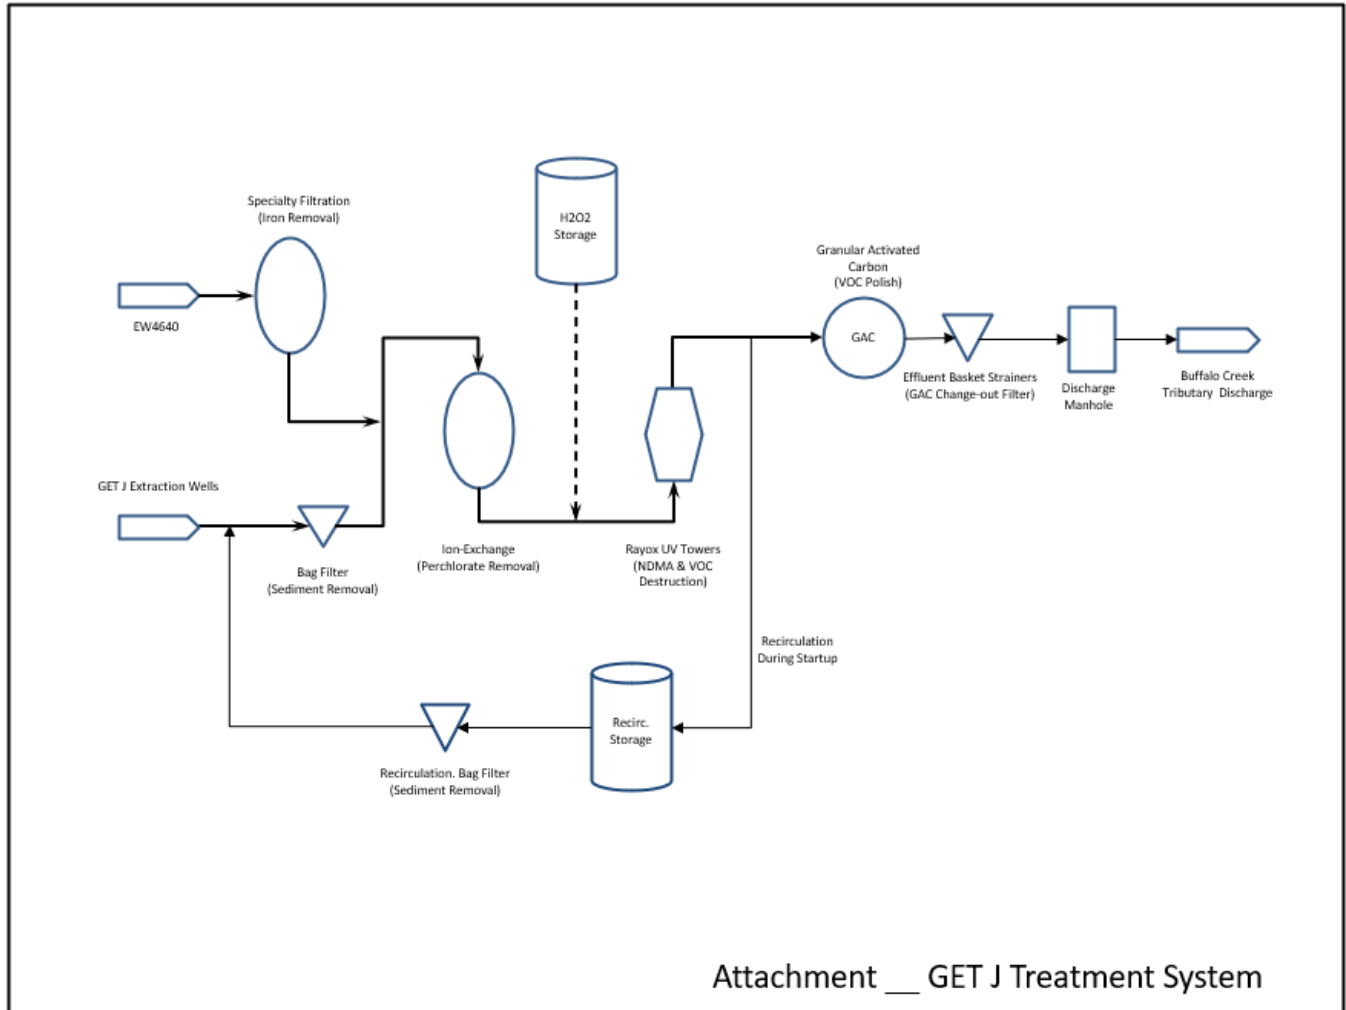 Specialty Filtration
(Iron Removal)
H2O2
Storage
Granular Activated
Carbon
(VOC Polish)
EW4640
GAC
Effluent Basket Strainers
(GAC Change-out Filter)
Discharge
Manhole
Buffalo Creek
Tributary Discharge
GET J Extraction Wells
Bag Filter
(Sediment Removal)
Ion-Exchange
(Perchlorate Removal)
Rayox UV Towers
(NDMA & VOC
Destruction)
Recirculation
During Startup
Recirc.
Storage
Recirculation. Bag Filter
(Sediment Removal)
Attachment __ GET J Treatment System